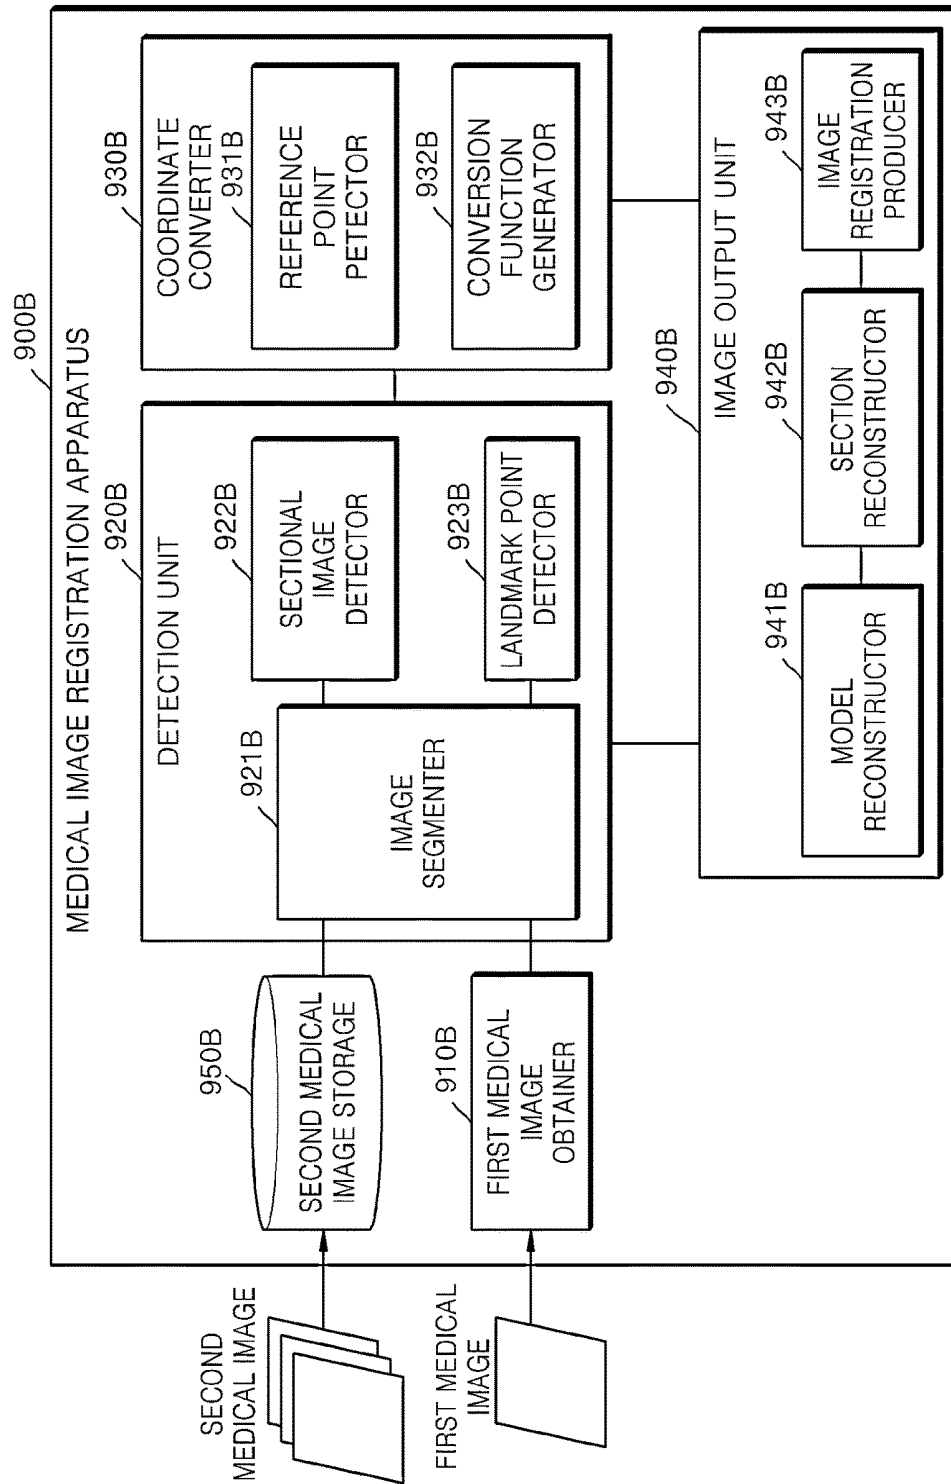 900B
MEDICAL IMAGE REGISTRATION APPARATUS
SECOND
MEDICAL IMAGE
FIRST MEDICAL
IMAGE
950B
SECOND MEDICAL
IMAGE STORAGE
910B
FIRST MEDICAL
IMAGE
OBTAINER
920B
DETECTION UNIT
921B
IMAGE
SEGMENTER
922B
SECTIONAL
IMAGE
DETECTOR
923B
LANDMARK POINT
DETECTOR
930B
COORDINATE
CONVERTER
931B
REFERENCE
POINT
PETECTOR
932B
CONVERSION
FUNCTION
GENERATOR
940B
IMAGE OUTPUT UNIT
941B
MODEL
RECONSTRUCTOR
942B
SECTION
RECONSTRUCTOR
943B
IMAGE
REGISTRATION
PRODUCER